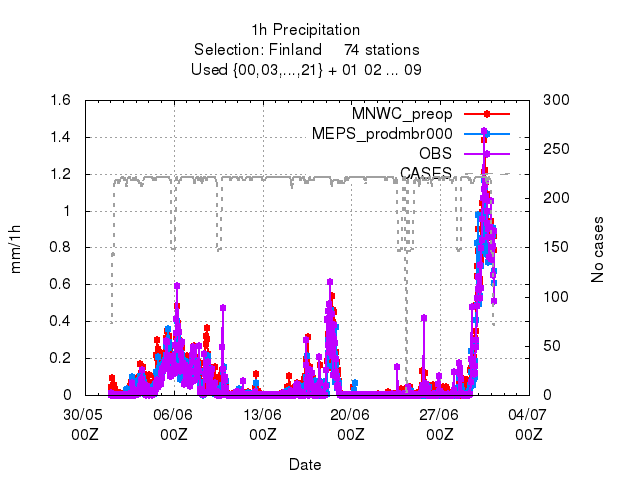 1h Precipitation
Selection: Finland 74 stations
Used {00,03,...,21} + 01 02 ... 09
MNWC_preop
MEPS_prodmbr000
OBS
CASES
mm/1h
No cases
1.6
1.4
1.2
1
0.8
0.6
0.4
0.2
0
300
250
200
150
100
50
0
30/05 06/06 13/06 20/06 27/06 04/07
00Z 00Z 00Z 00Z 00Z 00Z
Date